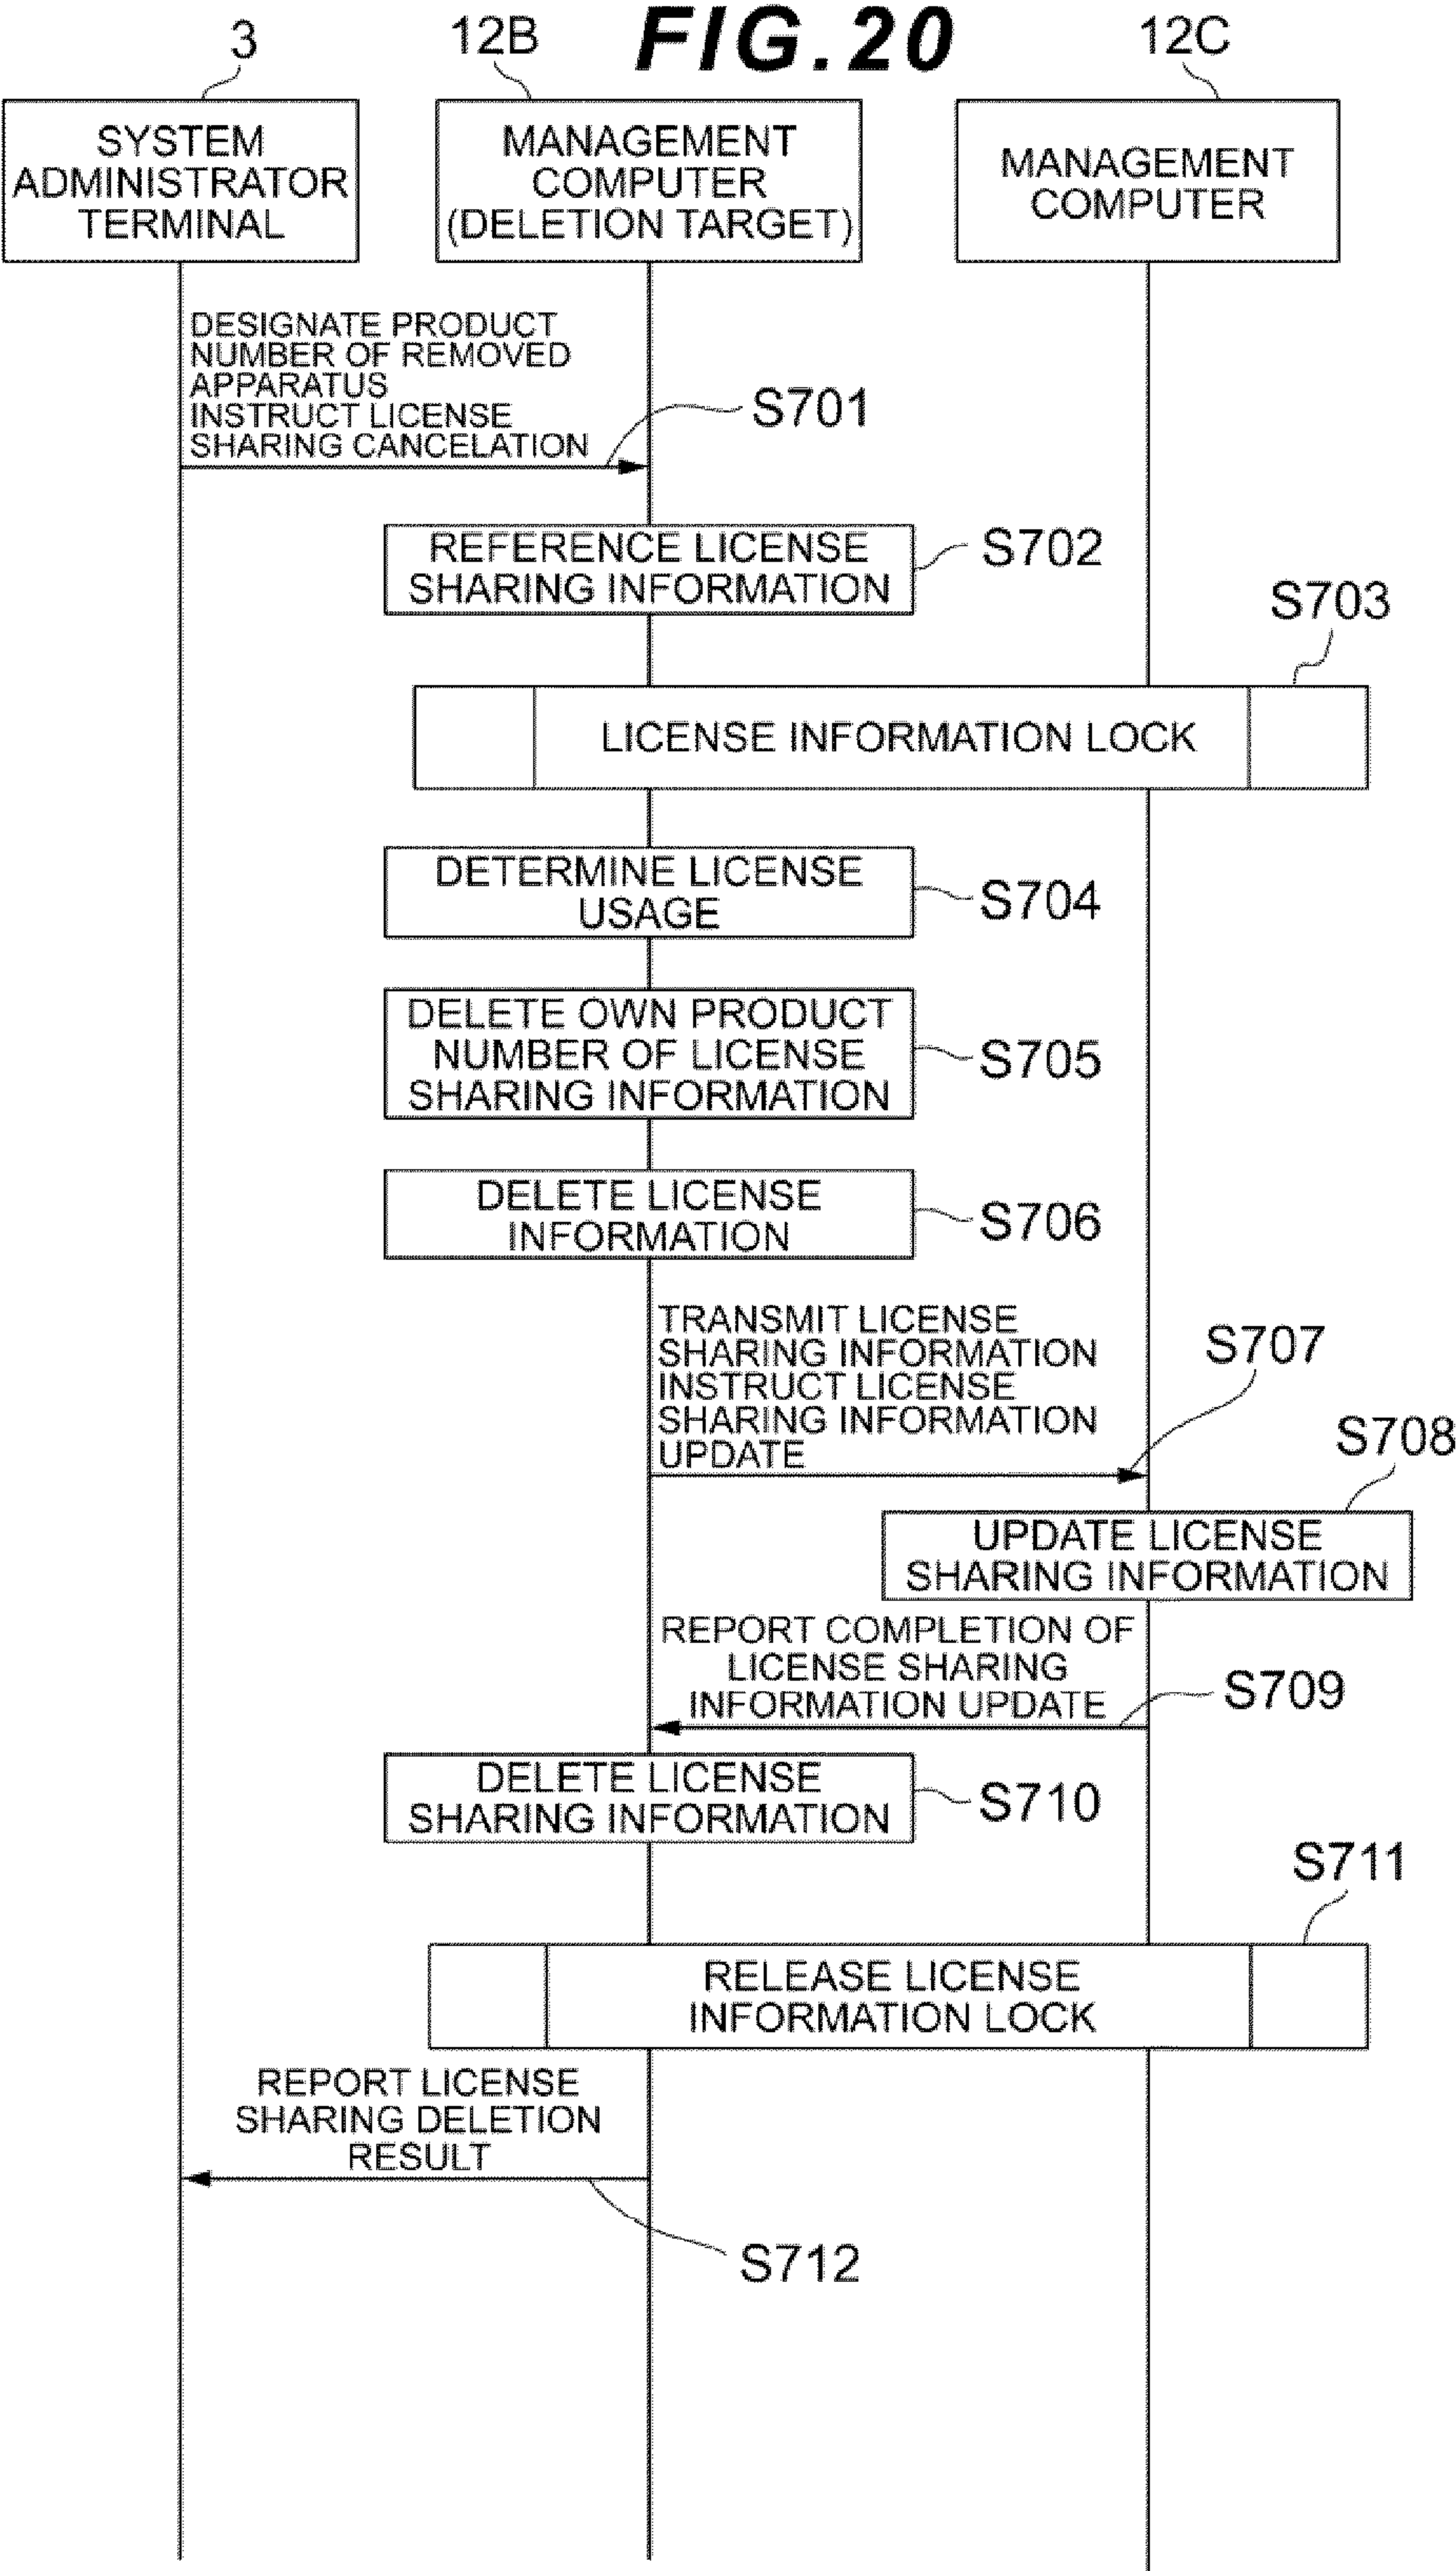 FIG.20
3
12B
12C
SYSTEM
ADMINISTRATOR
TERMINAL
MANAGEMENT
COMPUTER
(DELETION TARGET)
MANAGEMENT
COMPUTER
DESIGNATE PRODUCT
NUMBER OF REMOVED
APPARATUS
INSTRUCT LICENSE
SHARING CANCELATION
S701
REFERENCE LICENSE
SHARING INFORMATION
S702
S703
LICENSE INFORMATION LOCK
DETERMINE LICENSE
USAGE
S704
DELETE OWN PRODUCT
NUMBER OF LICENSE
SHARING INFORMATION
S705
DELETE LICENSE
INFORMATION
S706
TRANSMIT LICENSE
SHARING INFORMATION
INSTRUCT LICENSE
SHARING INFORMATION
UPDATE
S707
S708
UPDATE LICENSE
SHARING INFORMATION
REPORT COMPLETION OF
LICENSE SHARING
INFORMATION UPDATE
S709
DELETE LICENSE
SHARING INFORMATION
S710
S711
RELEASE LICENSE
INFORMATION LOCK
REPORT LICENSE
SHARING DELETION
RESULT
S712